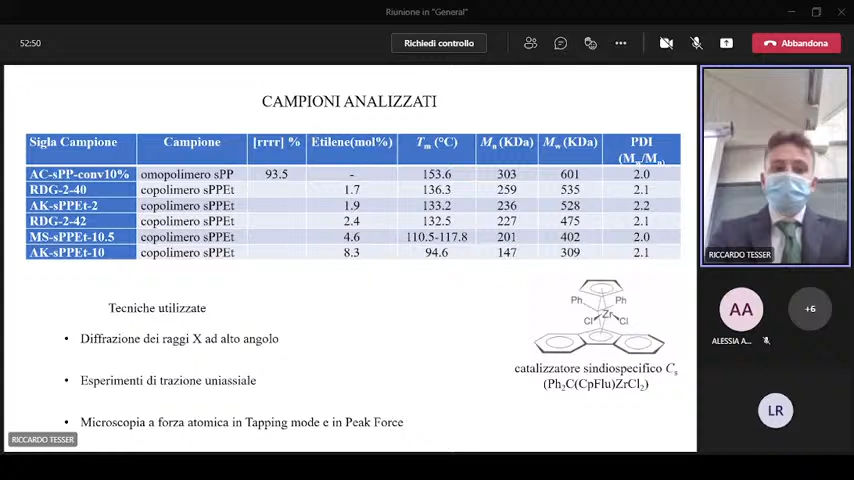 Riunione in "General"
52:50
Richiedi controllo
Abbandona
CAMPIONI ANALIZZATI
Sigla Campione Campione [rrrr] % Etilene(mol%) Tm (°C) Mn (KDa) Mw (KDa) PDI (Mw/Mn)
AC-sPP-conv10% omopolimero sPP 93.5 - 153.6 303 601 2.0
RDG-2-40 copolimero sPPEt 1.7 136.3 259 535 2.1
AK-sPPEt-2 copolimero sPPEt 1.9 133.2 236 528 2.2
RDG-2-42 copolimero sPPEt 2.4 132.5 227 475 2.1
MS-sPPEt-10.5 copolimero sPPEt 4.6 110.5-117.8 201 402 2.0
AK-sPPEt-10 copolimero sPPEt 8.3 94.6 147 309 2.1
Tecniche utilizzate
• Diffrazione dei raggi X ad alto angolo
• Esperimenti di trazione uniassiale
• Microscopia a forza atomica in Tapping mode e in Peak Force
Ph Ph
Zr
Cl Cl
catalizzatore sindiospecifico Cs
(Ph2C(CpFlu)ZrCl2)
RICCARDO TESSER
RICCARDO TESSER
AA
+6
ALESSIA A...
LR